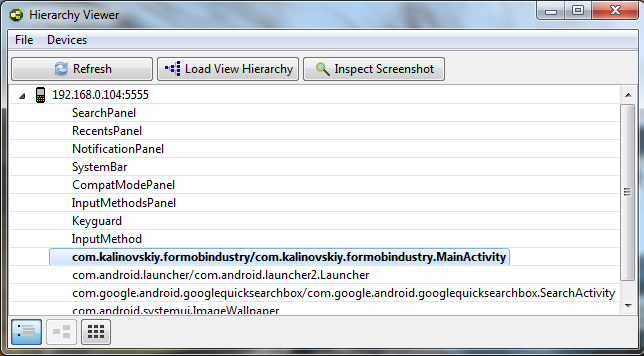 Hierarchy Viewer
File Devices
Refresh Load View Hierarchy Inspect Screenshot
192.168.0.104:5555
SearchPanel
RecentsPanel
NotificationPanel
SystemBar
CompatModePanel
InputMethodsPanel
Keyguard
InputMethod
com.kalinovskiy.formobindustry/com.kalinovskiy.formobindustry.MainActivity
com.android.launcher/com.android.launcher2.Launcher
com.google.android.googlequicksearchbox/com.google.android.googlequicksearchbox.SearchActivity
com.android.systemui.ImageWallpaper